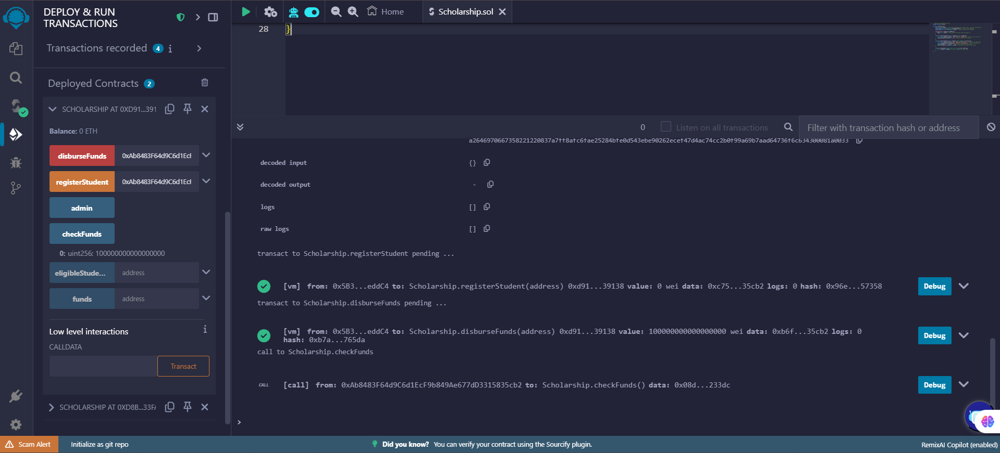 DEPLOY & RUN
TRANSACTIONS
Transactions recorded 4 i
Deployed Contracts 2
SCHOLARSHIP AT 0XD91...391
Balance: 0 ETH
disburseFunds 0xAb8483F64d9C6d1EcF
registerStudent 0xAb8483F64d9C6d1EcF
admin
checkFunds
0: uint256: 100000000000000000
eligibleStude... address
funds address
Low level interactions i
CALLDATA
Transact
SCHOLARSHIP AT 0XD8B...33FA
Home
Scholarship.sol
28 }
0 Listen on all transactions Filter with transaction hash or address
decoded input {}
decoded output -
logs []
raw logs []
transact to Scholarship.registerStudent pending ...
[vm] from: 0x5B3...eddC4 to: Scholarship.registerStudent(address) 0xd91...39138 value: 0 wei data: 0xc75...35cb2 logs: 0 hash: 0x96e...57358 Debug
transact to Scholarship.disburseFunds pending ...
[vm] from: 0x5B3...eddC4 to: Scholarship.disburseFunds(address) 0xd91...39138 value: 100000000000000000 wei data: 0xb6f...35cb2 logs: 0
hash: 0xb7a...765da
Debug
call to Scholarship.checkFunds
CALL [call] from: 0xAb8483F64d9C6d1EcF9b849Ae677dD3315835cb2 to: Scholarship.checkFunds() data: 0x08d...233dc Debug
>
Scam Alert Initialize as git repo Did you know? You can verify your contract using the Sourcify plugin. RemixAI Copilot (enabled)